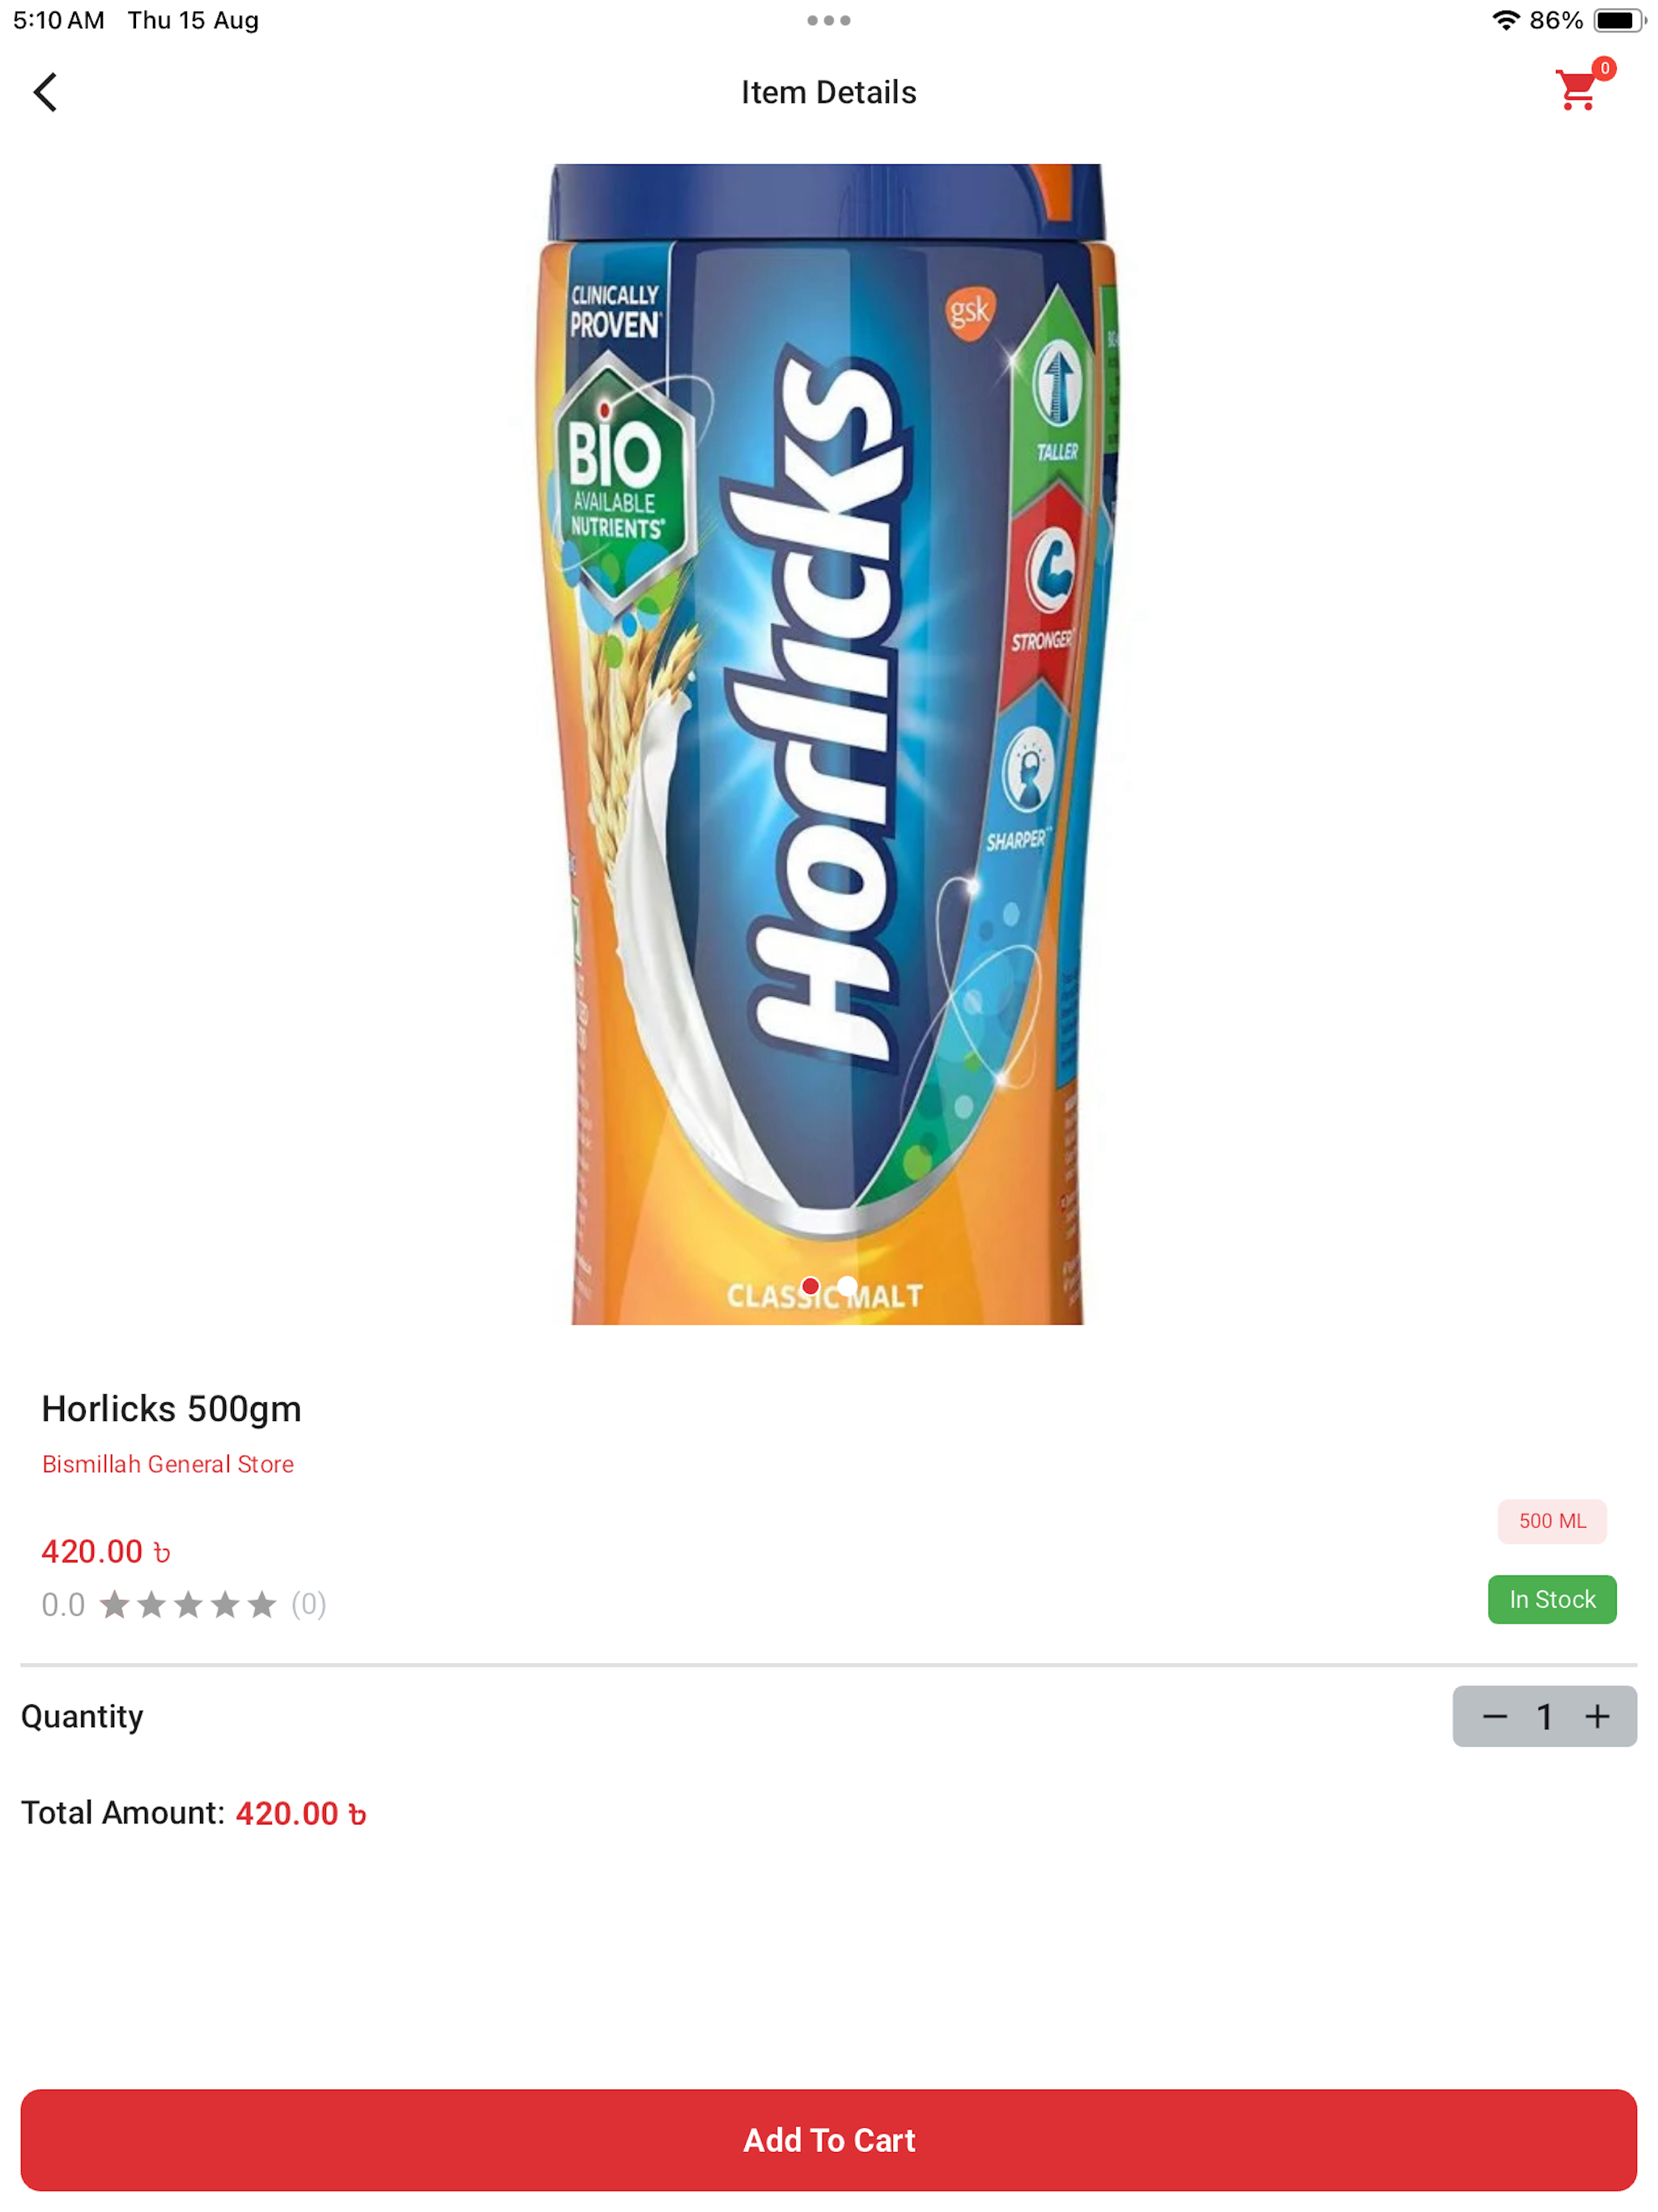 5:10 AM Thu 15 Aug
86%
Item Details
0
CLINICALLY
PROVEN*
BIO
AVAILABLE
NUTRIENTS*
gsk
Horlicks
TALLER
STRONGER
SHARPER
CLASSIC MALT
Horlicks 500gm
Bismillah General Store
500 ML
420.00 ৳
0.0 (0)
In Stock
Quantity
− 1 +
Total Amount: 420.00 ৳
Add To Cart